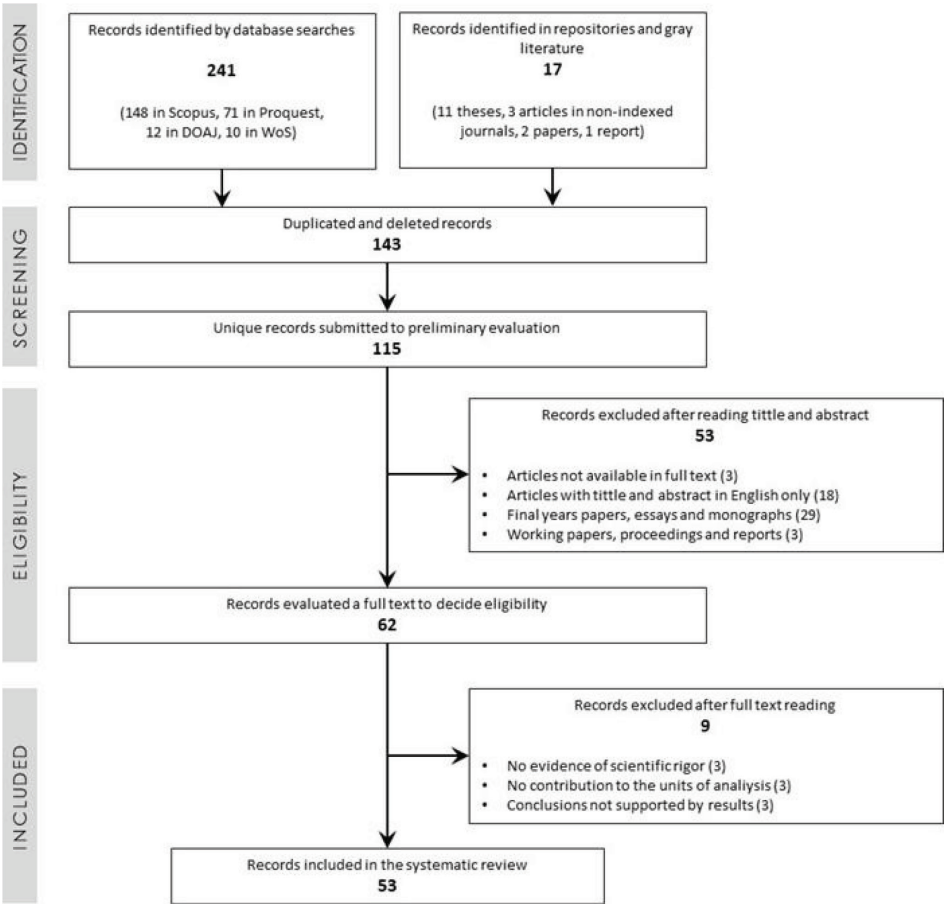 IDENTIFICATION
Records identified by database searches
241
(148 in Scopus, 71 in Proquest,
12 in DOAJ, 10 in WoS)
Records identified in repositories and gray
literature
17
(11 theses, 3 articles in non-indexed
journals, 2 papers, 1 report)
SCREENING
Duplicated and deleted records
143
Unique records submitted to preliminary evaluation
115
ELIGIBILITY
Records excluded after reading tittle and abstract
53
• Articles not available in full text (3)
• Articles with tittle and abstract in English only (18)
• Final years papers, essays and monographs (29)
• Working papers, proceedings and reports (3)
Records evaluated a full text to decide eligibility
62
INCLUDED
Records excluded after full text reading
9
• No evidence of scientific rigor (3)
• No contribution to the units of analiysis (3)
• Conclusions not supported by results (3)
Records included in the systematic review
53